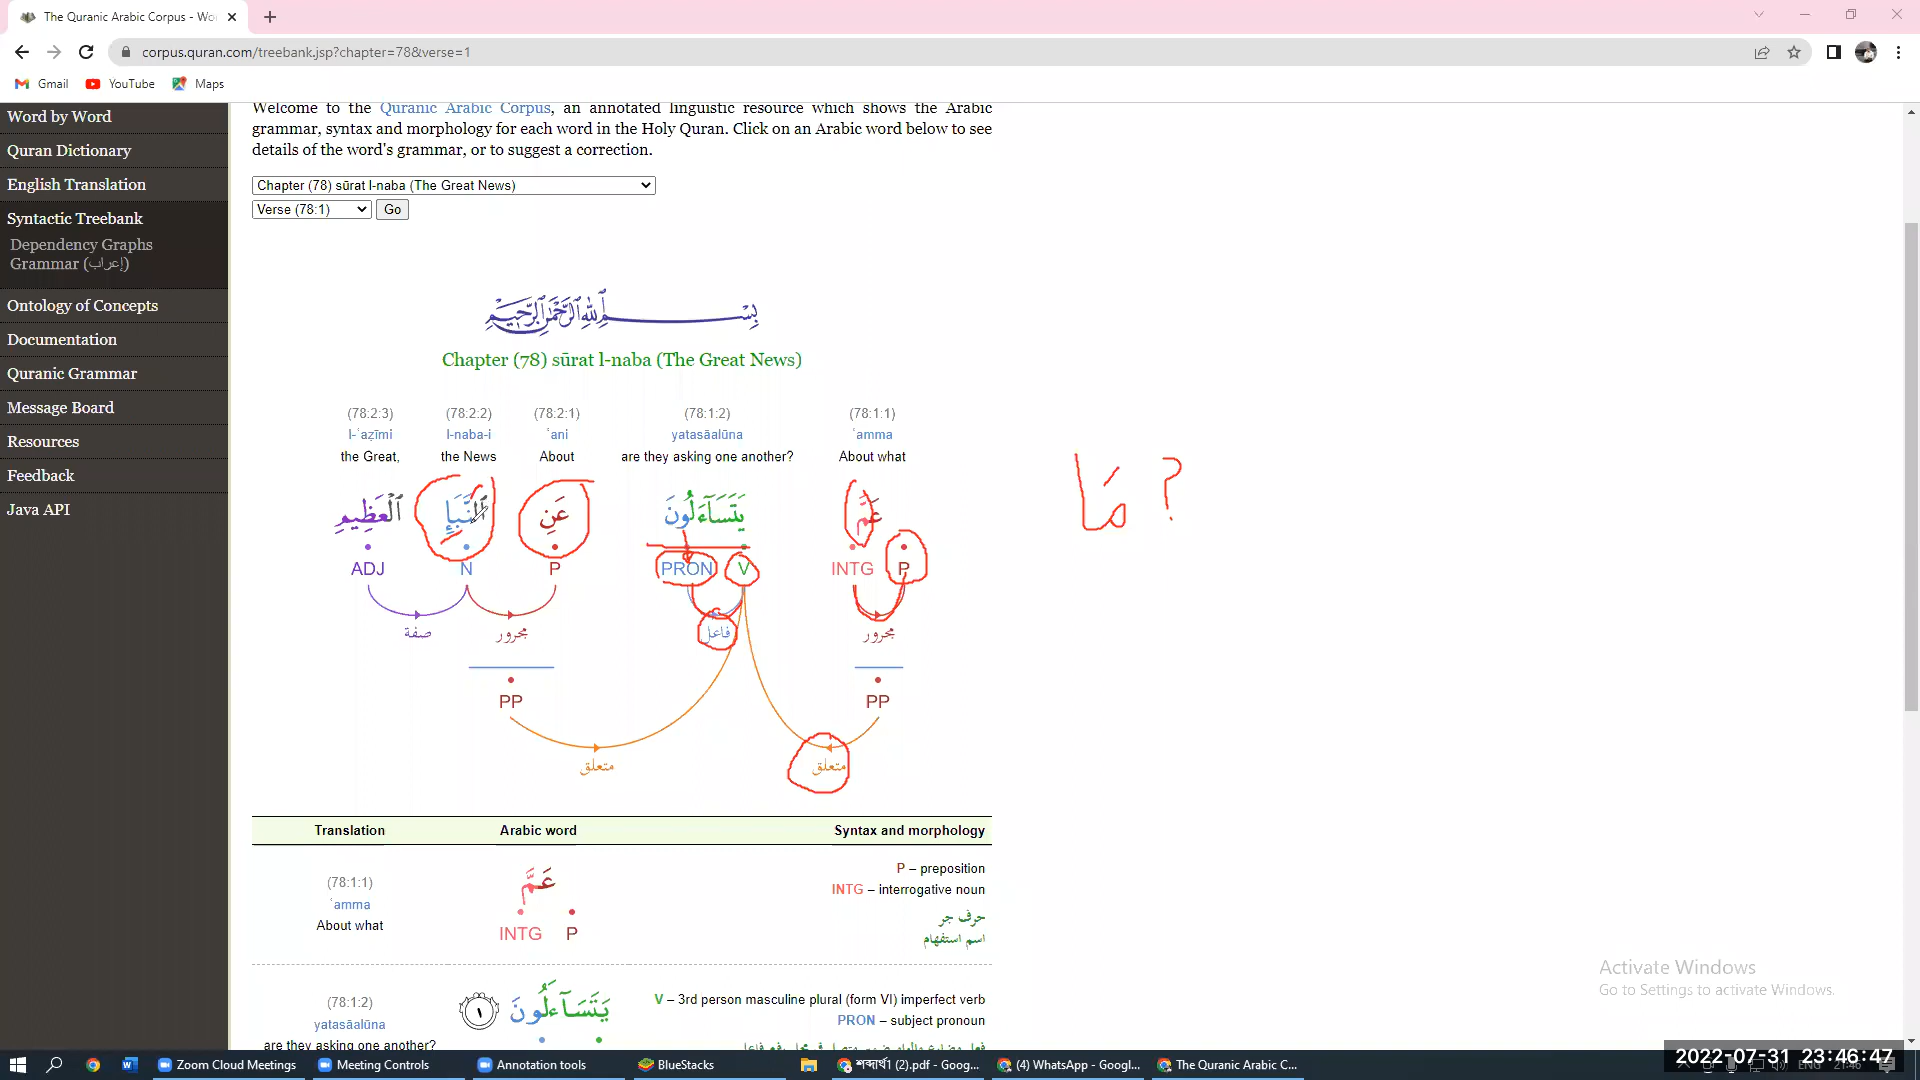 The Quranic Arabic Corpus - Wo
corpus.quran.com/treebank.jsp?chapter=78&verse=1
Gmail YouTube Maps
Word by Word
Quran Dictionary
English Translation
Syntactic Treebank
Dependency Graphs
Grammar (إعراب)
Ontology of Concepts
Documentation
Quranic Grammar
Message Board
Resources
Feedback
Java API
Welcome to the Quranic Arabic Corpus, an annotated linguistic resource which shows the Arabic
grammar, syntax and morphology for each word in the Holy Quran. Click on an Arabic word below to see
details of the word's grammar, or to suggest a correction.
Chapter (78) sūrat l-naba (The Great News)
Verse (78:1) Go
بِسْمِ ٱللَّهِ ٱلرَّحْمَٰنِ ٱلرَّحِيمِ
Chapter (78) sūrat l-naba (The Great News)
(78:2:3) (78:2:2) (78:2:1) (78:1:2) (78:1:1)
l-ʿaẓīmi l-naba-i ʿani yatasāalūna ʿamma
the Great, the News About are they asking one another? About what
عَمَّ يَتَسَآءَلُونَ عَنِ ٱلنَّبَإِ ٱلْعَظِيمِ
مَا ?
ADJ N P PRON V INTG P
صفة مجرور فاعل مجرور
PP PP
متعلق متعلق
Translation Arabic word Syntax and morphology
(78:1:1)
ʿamma
About what
عَمَّ
INTG P
P – preposition
INTG – interrogative noun
حرف جر
اسم استفهام
(78:1:2)
yatasāalūna
are they asking one another?
يَتَسَآءَلُونَ ١
V – 3rd person masculine plural (form VI) imperfect verb
PRON – subject pronoun
Activate Windows
Go to Settings to activate Windows.
Zoom Cloud Meetings Meeting Controls Annotation tools BlueStacks শব্দার্থ (2).pdf - Goog... (4) WhatsApp - Googl... The Quranic Arabic C...
2022-07-31 23:46:47